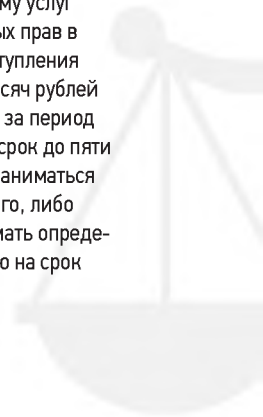 му услуг
ых прав в
тупления
сяч рублей
за период
срок до пяти
аниматься
го, либо
мать опреде-
о на срок